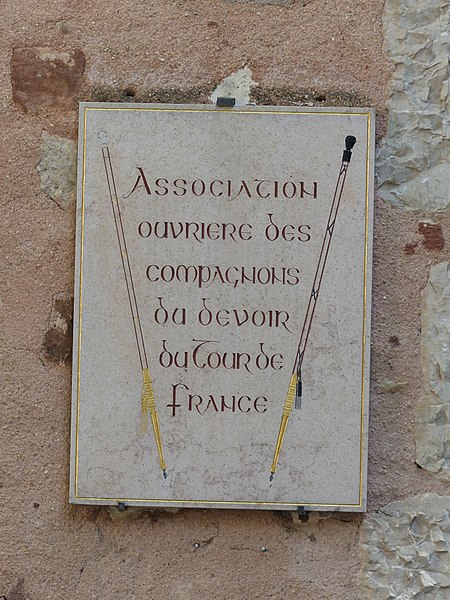 Association
ouvriere des
compagnons
du devoir
du Tour de
France